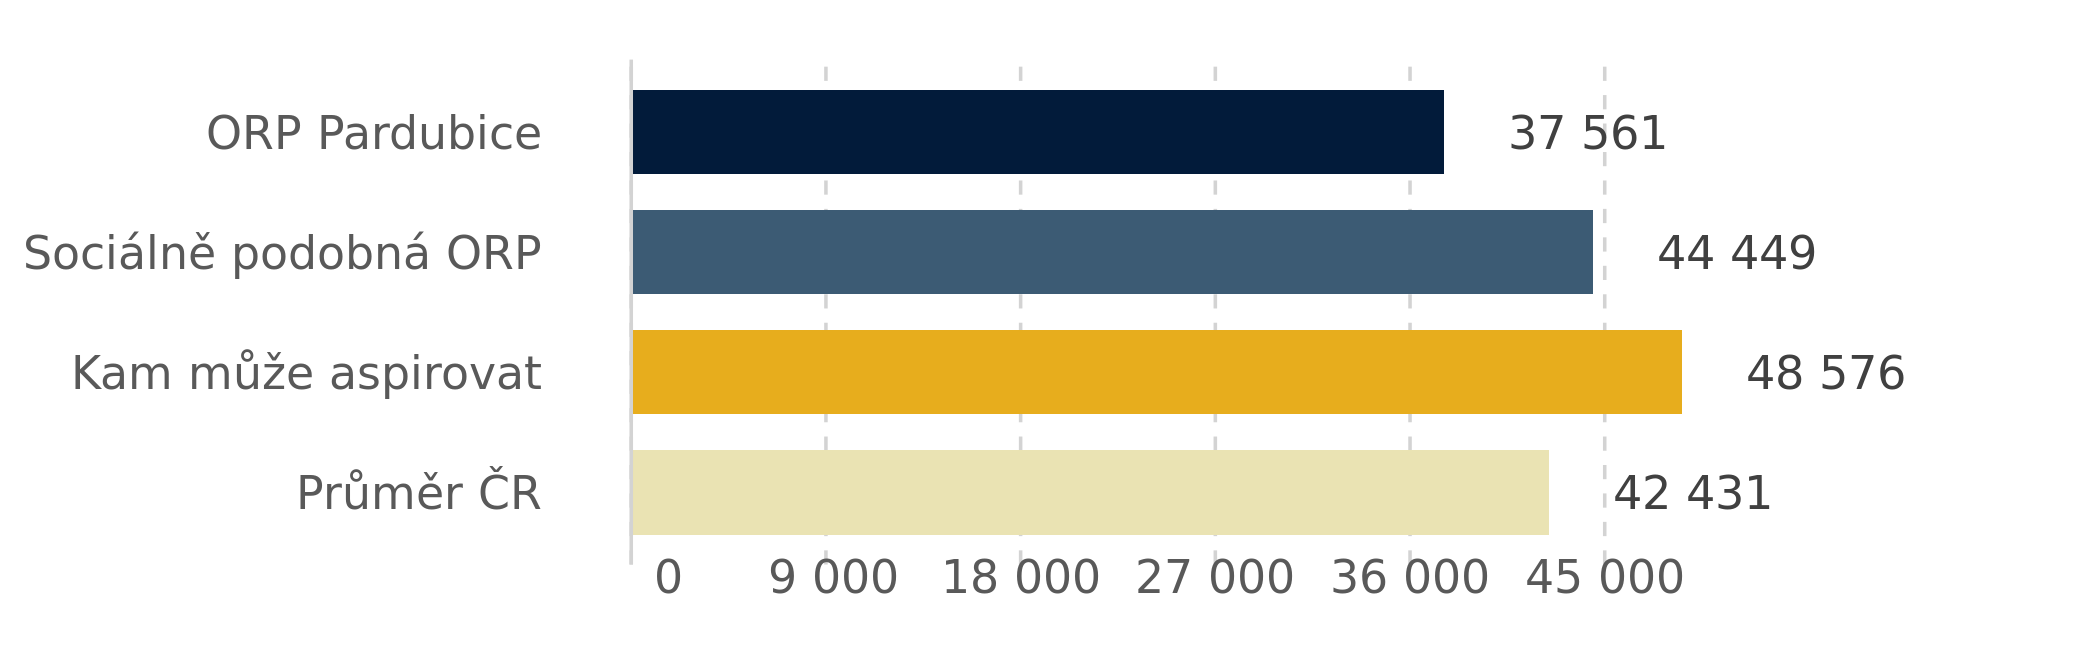 ORP Pardubice 37 561
Sociálně podobná ORP 44 449
Kam může aspirovat 48 576
Průměr ČR 42 431
0 9 000 18 000 27 000 36 000 45 000